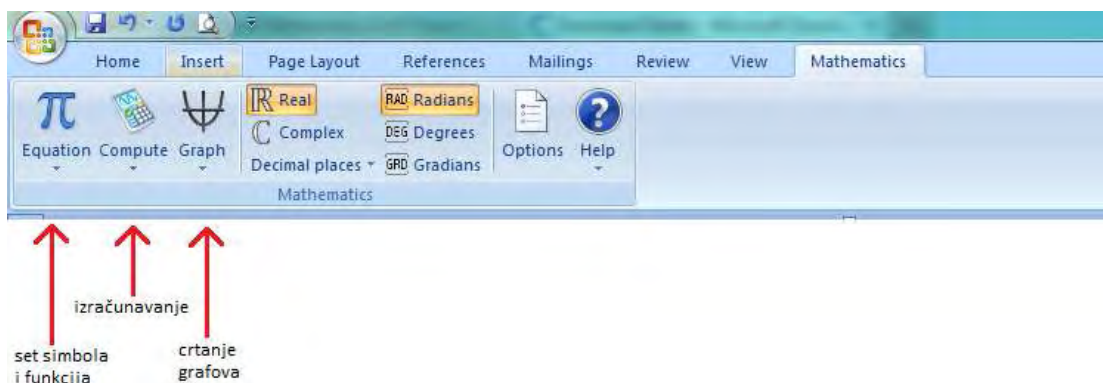 Home Insert Page Layout References Mailings Review View Mathematics
π ℝ Real RAD Radians ?
ℂ Complex DEG Degrees
Equation Compute Graph Options Help
Decimal places GRD Gradians
Mathematics
izračunavanje
set simbola
i funkcija
crtanje
grafova